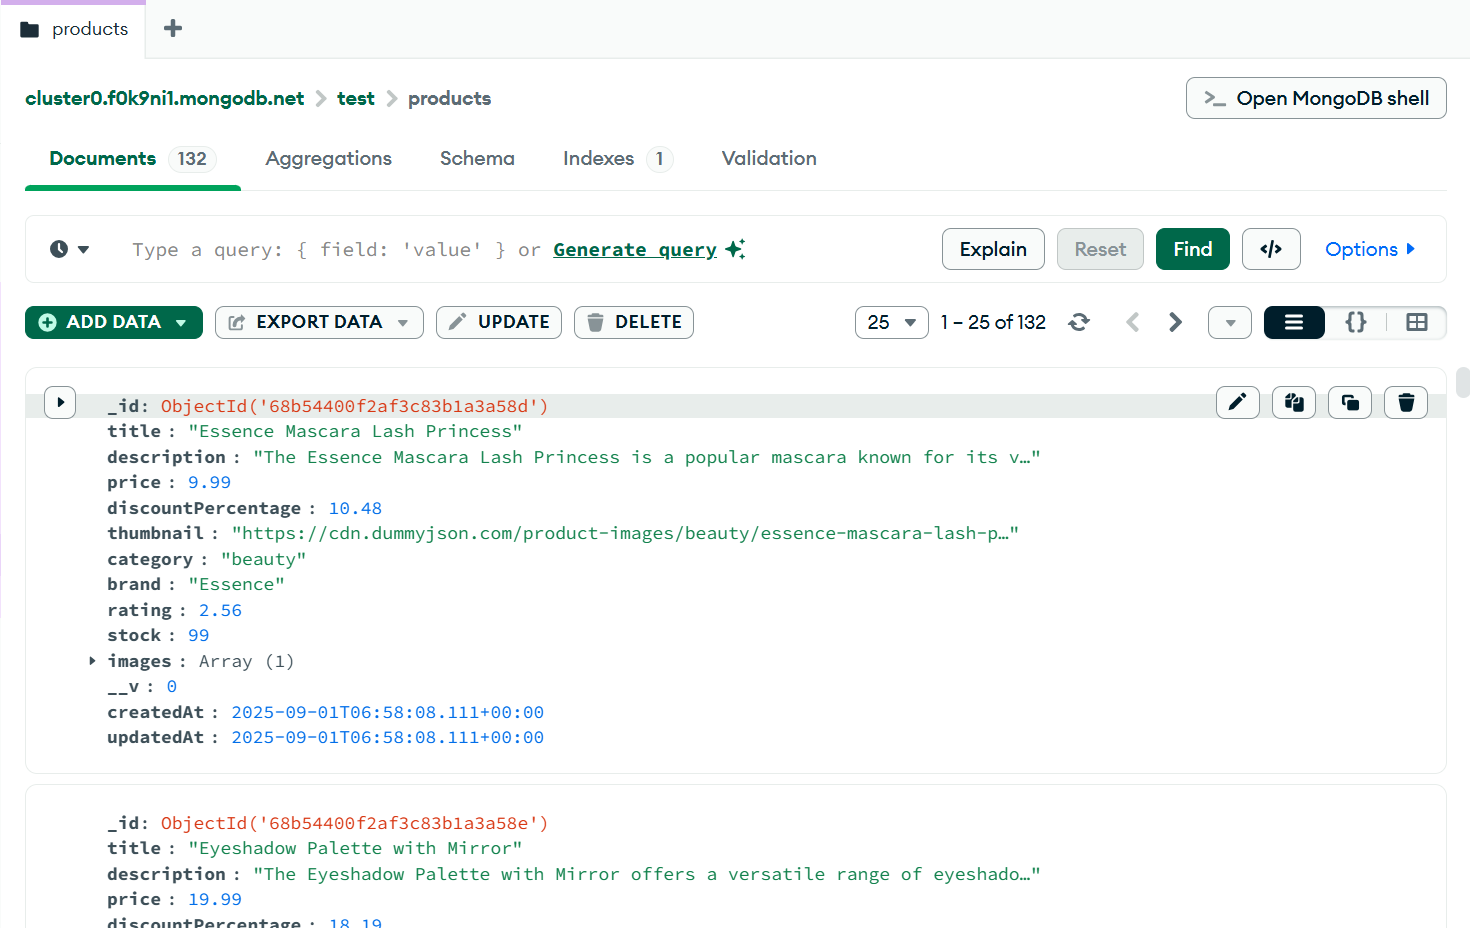 products
cluster0.f0k9ni1.mongodb.net > test > products
>_ Open MongoDB shell
Documents 132 Aggregations Schema Indexes 1 Validation
Type a query: { field: 'value' } or Generate query
Explain Reset Find </> Options
ADD DATA EXPORT DATA UPDATE DELETE 25 1 – 25 of 132 {}
_id: ObjectId('68b54400f2af3c83b1a3a58d')
title : "Essence Mascara Lash Princess"
description : "The Essence Mascara Lash Princess is a popular mascara known for its v…"
price : 9.99
discountPercentage : 10.48
thumbnail : "https://cdn.dummyjson.com/product-images/beauty/essence-mascara-lash-p…"
category : "beauty"
brand : "Essence"
rating : 2.56
stock : 99
images : Array (1)
__v : 0
createdAt : 2025-09-01T06:58:08.111+00:00
updatedAt : 2025-09-01T06:58:08.111+00:00
_id: ObjectId('68b54400f2af3c83b1a3a58e')
title : "Eyeshadow Palette with Mirror"
description : "The Eyeshadow Palette with Mirror offers a versatile range of eyeshado…"
price : 19.99
discountPercentage : 18.19